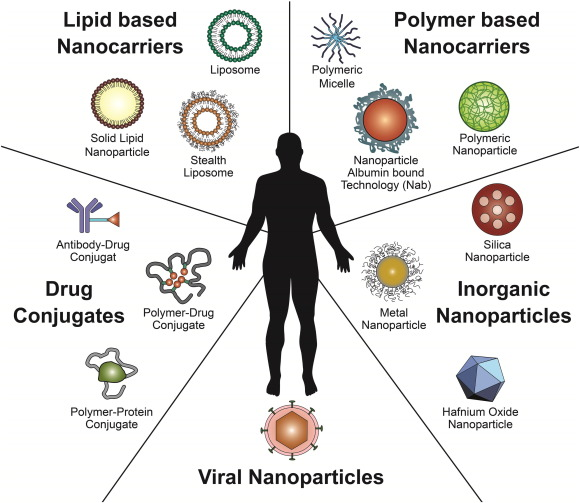 Lipid based
Nanocarriers
Liposome
Solid Lipid
Nanoparticle
Stealth
Liposome
Polymer based
Nanocarriers
Polymeric
Micelle
Nanoparticle
Albumin bound
Technology (Nab)
Polymeric
Nanoparticle
Antibody-Drug
Conjugat
Drug
Conjugates
Polymer-Drug
Conjugate
Polymer-Protein
Conjugate
Silica
Nanoparticle
Metal
Nanoparticle
Inorganic
Nanoparticles
Hafnium Oxide
Nanoparticle
Viral Nanoparticles